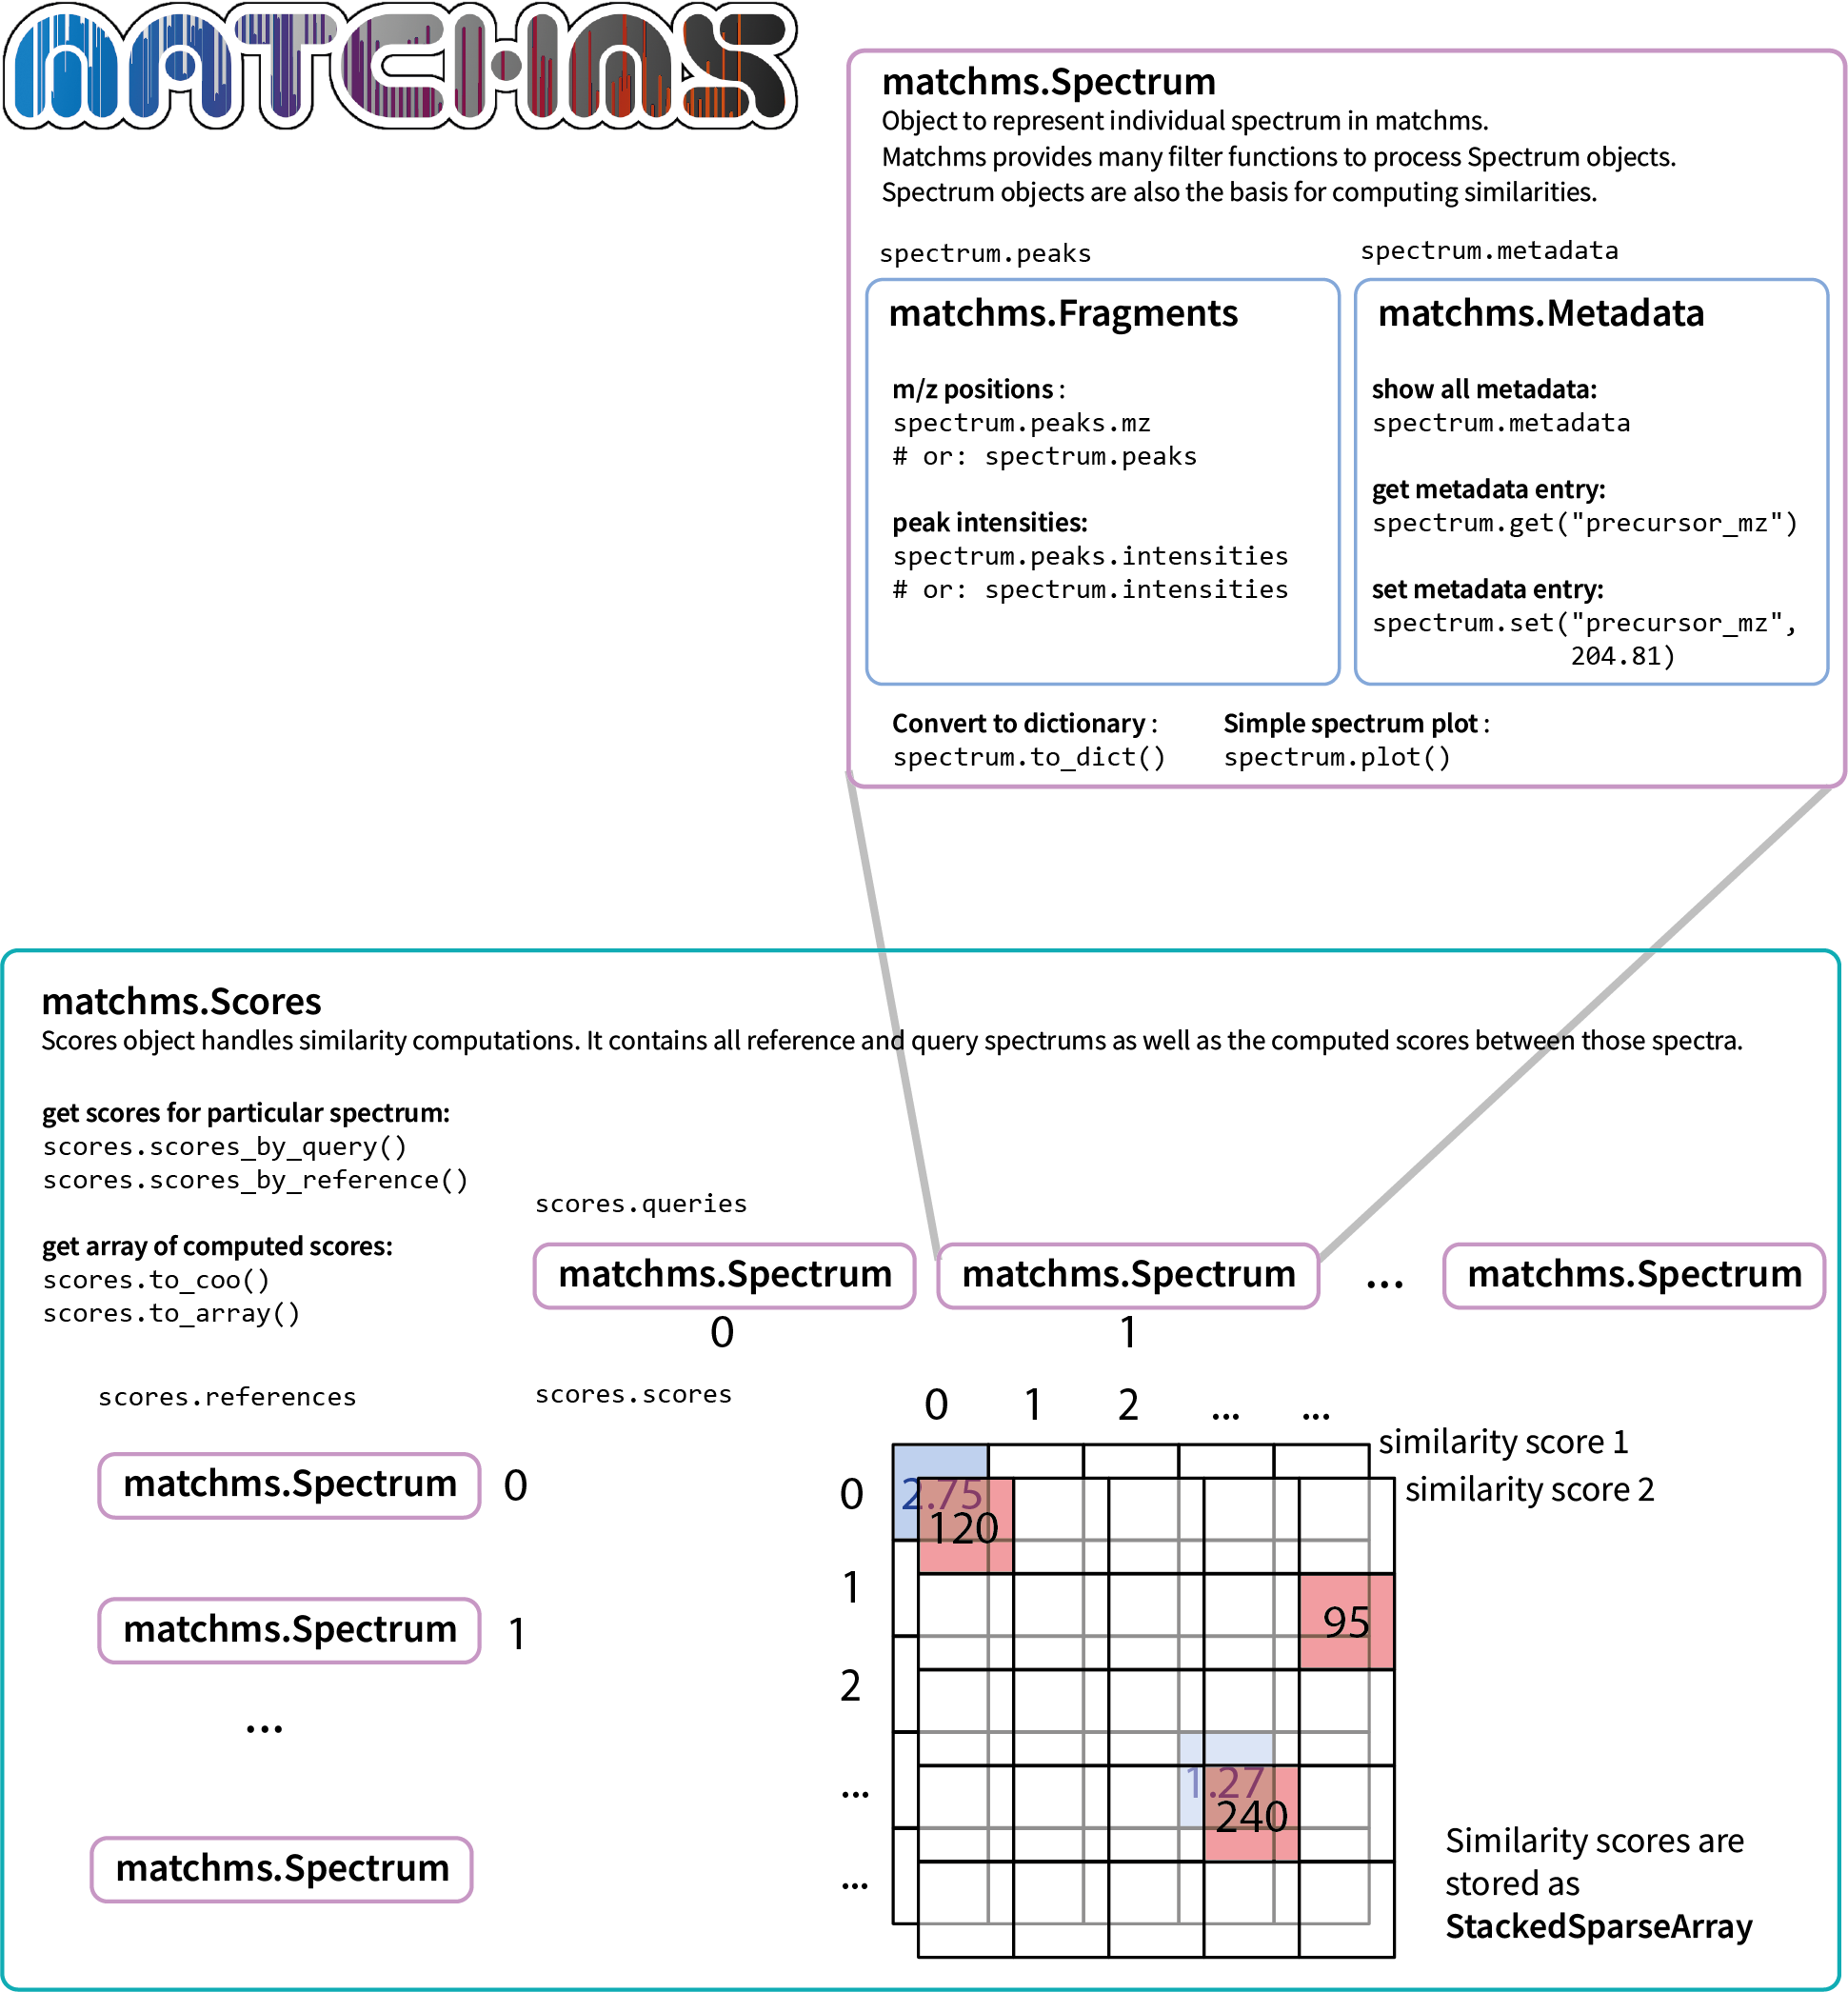 MATCHMS
matchms.Spectrum
Object to represent individual spectrum in matchms.
Matchms provides many filter functions to process Spectrum objects.
Spectrum objects are also the basis for computing similarities.
spectrum.peaks
spectrum.metadata
matchms.Fragments
m/z positions :
spectrum.peaks.mz
# or: spectrum.peaks
peak intensities:
spectrum.peaks.intensities
# or: spectrum.intensities
matchms.Metadata
show all metadata:
spectrum.metadata
get metadata entry:
spectrum.get("precursor_mz")
set metadata entry:
spectrum.set("precursor_mz",
204.81)
Convert to dictionary :
spectrum.to_dict()
Simple spectrum plot :
spectrum.plot()
matchms.Scores
Scores object handles similarity computations. It contains all reference and query spectrums as well as the computed scores between those spectra.
get scores for particular spectrum:
scores.scores_by_query()
scores.scores_by_reference()
get array of computed scores:
scores.to_coo()
scores.to_array()
scores.queries
matchms.Spectrum
matchms.Spectrum
...
matchms.Spectrum
0
1
scores.references
scores.scores
matchms.Spectrum
0
matchms.Spectrum
1
...
matchms.Spectrum
0 1 2 ... ...
similarity score 1
similarity score 2
0
2.75
120
1
95
2
...
1.27
240
...
Similarity scores are
stored as
StackedSparseArray